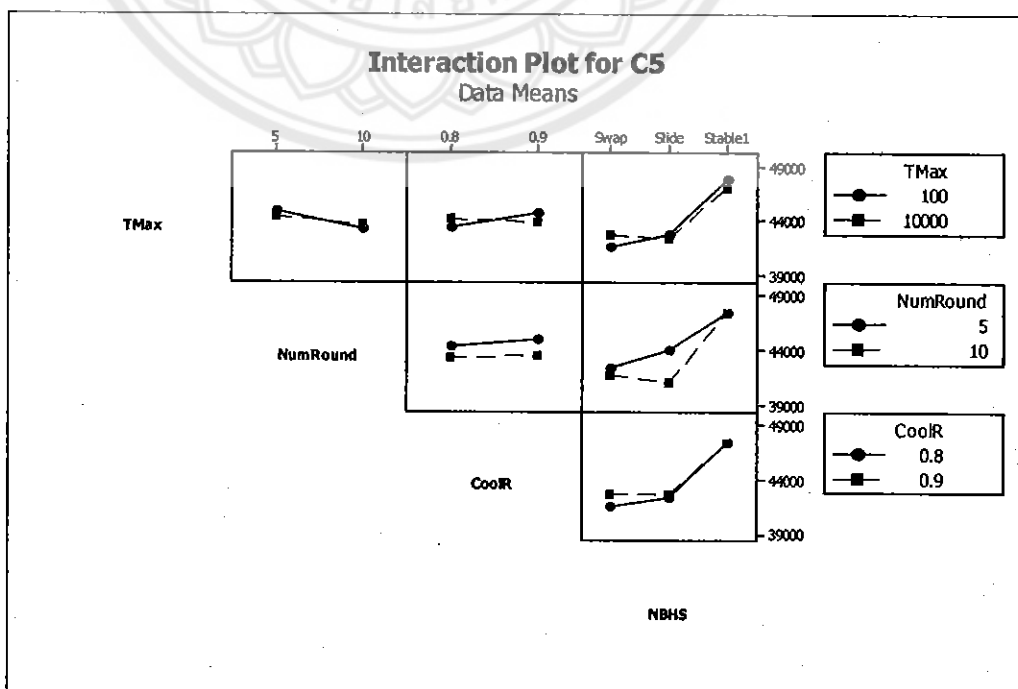 Interaction Plot for C5
Data Means
5 10 0.8 0.9 Swap Slide Stable1
TMax
49000
44000
39000
TMax
100
10000
NumRound
49000
44000
39000
NumRound
5
10
CoolR
49000
44000
39000
CoolR
0.8
0.9
NBHS